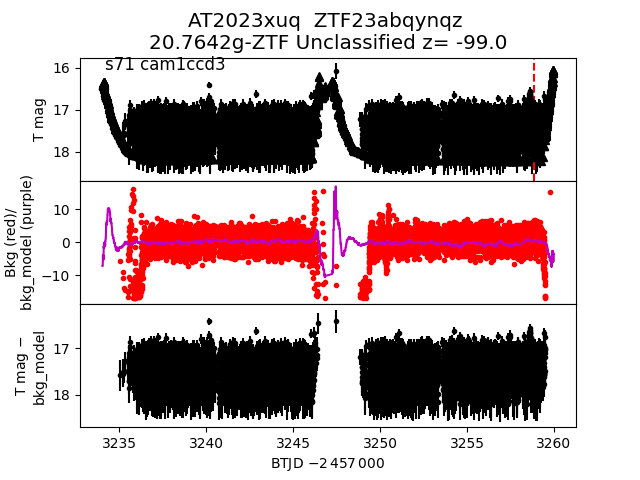 AT2023xuq  ZTF23abqynqz
20.7642g-ZTF Unclassified z= -99.0
s71 cam1ccd3
16
17
18
T mag
10
0
−10
Bkg (red)/
bkg_model (purple)
17
18
T mag −
bkg_model
3235
3240
3245
3250
3255
3260
BTJD −2 457 000